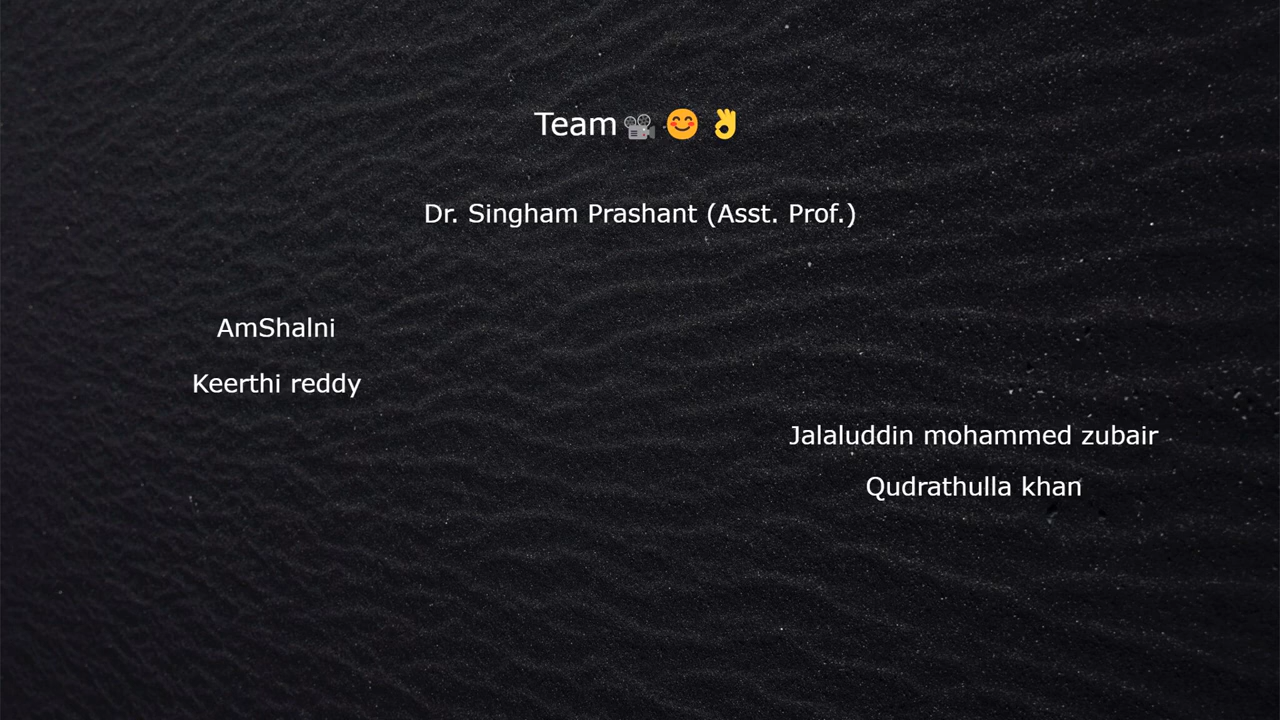 Team 🎥 😊 👌
Dr. Singham Prashant (Asst. Prof.)
AmShalni
Keerthi reddy
Jalaluddin mohammed zubair
Qudrathulla khan